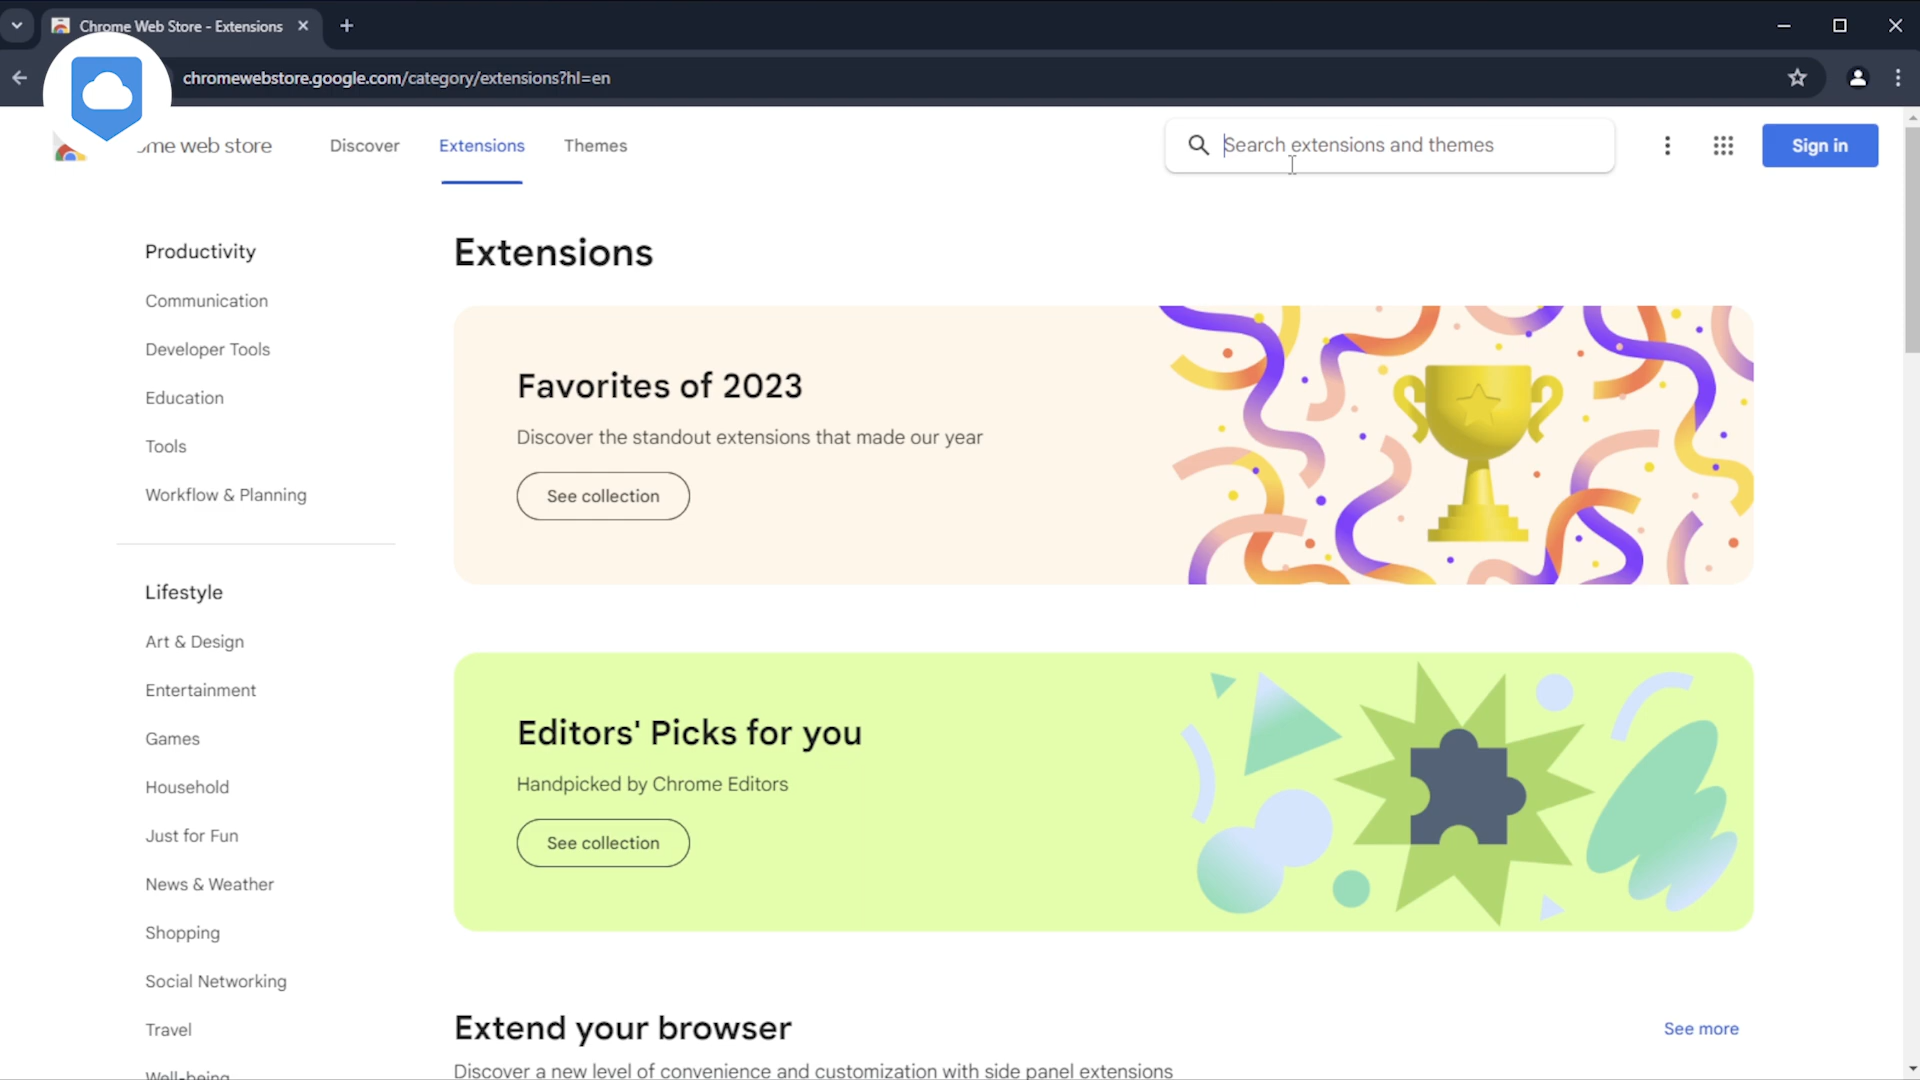 Chrome Web Store - Extensions
chromewebstore.google.com/category/extensions?hl=en
ome web store
Discover
Extensions
Themes
Search extensions and themes
Sign in
Productivity
Communication
Developer Tools
Education
Tools
Workflow & Planning
Lifestyle
Art & Design
Entertainment
Games
Household
Just for Fun
News & Weather
Shopping
Social Networking
Travel
Well-being
Extensions
Favorites of 2023
Discover the standout extensions that made our year
See collection
Editors' Picks for you
Handpicked by Chrome Editors
See collection
Extend your browser
See more
Discover a new level of convenience and customization with side panel extensions